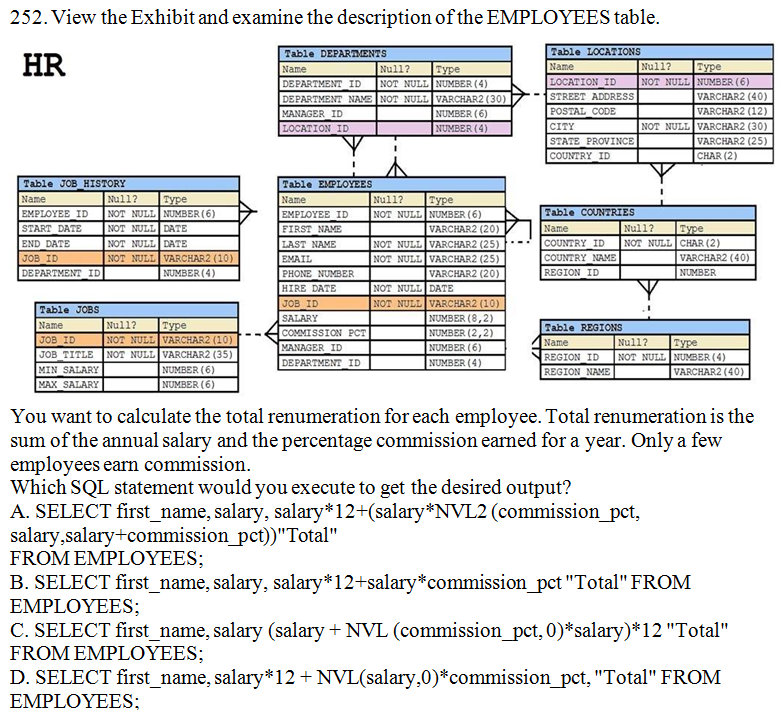 252. View the Exhibit and examine the description of the EMPLOYEES table.
HR
Table DEPARTMENTS
Name Null? Type
DEPARTMENT_ID NOT NULL NUMBER(4)
DEPARTMENT_NAME NOT NULL VARCHAR2(30)
MANAGER_ID NUMBER(6)
LOCATION_ID NUMBER(4)
Table LOCATIONS
Name Null? Type
LOCATION_ID NOT NULL NUMBER(6)
STREET_ADDRESS VARCHAR2(40)
POSTAL_CODE VARCHAR2(12)
CITY NOT NULL VARCHAR2(30)
STATE_PROVINCE VARCHAR2(25)
COUNTRY_ID CHAR(2)
Table JOB_HISTORY
Name Null? Type
EMPLOYEE_ID NOT NULL NUMBER(6)
START_DATE NOT NULL DATE
END_DATE NOT NULL DATE
JOB_ID NOT NULL VARCHAR2(10)
DEPARTMENT_ID NUMBER(4)
Table EMPLOYEES
Name Null? Type
EMPLOYEE_ID NOT NULL NUMBER(6)
FIRST_NAME VARCHAR2(20)
LAST_NAME NOT NULL VARCHAR2(25)
EMAIL NOT NULL VARCHAR2(25)
PHONE_NUMBER VARCHAR2(20)
HIRE_DATE NOT NULL DATE
JOB_ID NOT NULL VARCHAR2(10)
SALARY NUMBER(8,2)
COMMISSION_PCT NUMBER(2,2)
MANAGER_ID NUMBER(6)
DEPARTMENT_ID NUMBER(4)
Table COUNTRIES
Name Null? Type
COUNTRY_ID NOT NULL CHAR(2)
COUNTRY_NAME VARCHAR2(40)
REGION_ID NUMBER
Table JOBS
Name Null? Type
JOB_ID NOT NULL VARCHAR2(10)
JOB_TITLE NOT NULL VARCHAR2(35)
MIN_SALARY NUMBER(6)
MAX_SALARY NUMBER(6)
Table REGIONS
Name Null? Type
REGION_ID NOT NULL NUMBER(4)
REGION_NAME VARCHAR2(40)
You want to calculate the total renumeration for each employee. Total renumeration is the
sum of the annual salary and the percentage commission earned for a year. Only a few
employees earn commission.
Which SQL statement would you execute to get the desired output?
A. SELECT first_name, salary, salary*12+(salary*NVL2 (commission_pct,
salary,salary+commission_pct))"Total"
FROM EMPLOYEES;
B. SELECT first_name, salary, salary*12+salary*commission_pct "Total" FROM
EMPLOYEES;
C. SELECT first_name, salary (salary + NVL (commission_pct, 0)*salary)*12 "Total"
FROM EMPLOYEES;
D. SELECT first_name, salary*12 + NVL(salary,0)*commission_pct, "Total" FROM
EMPLOYEES;